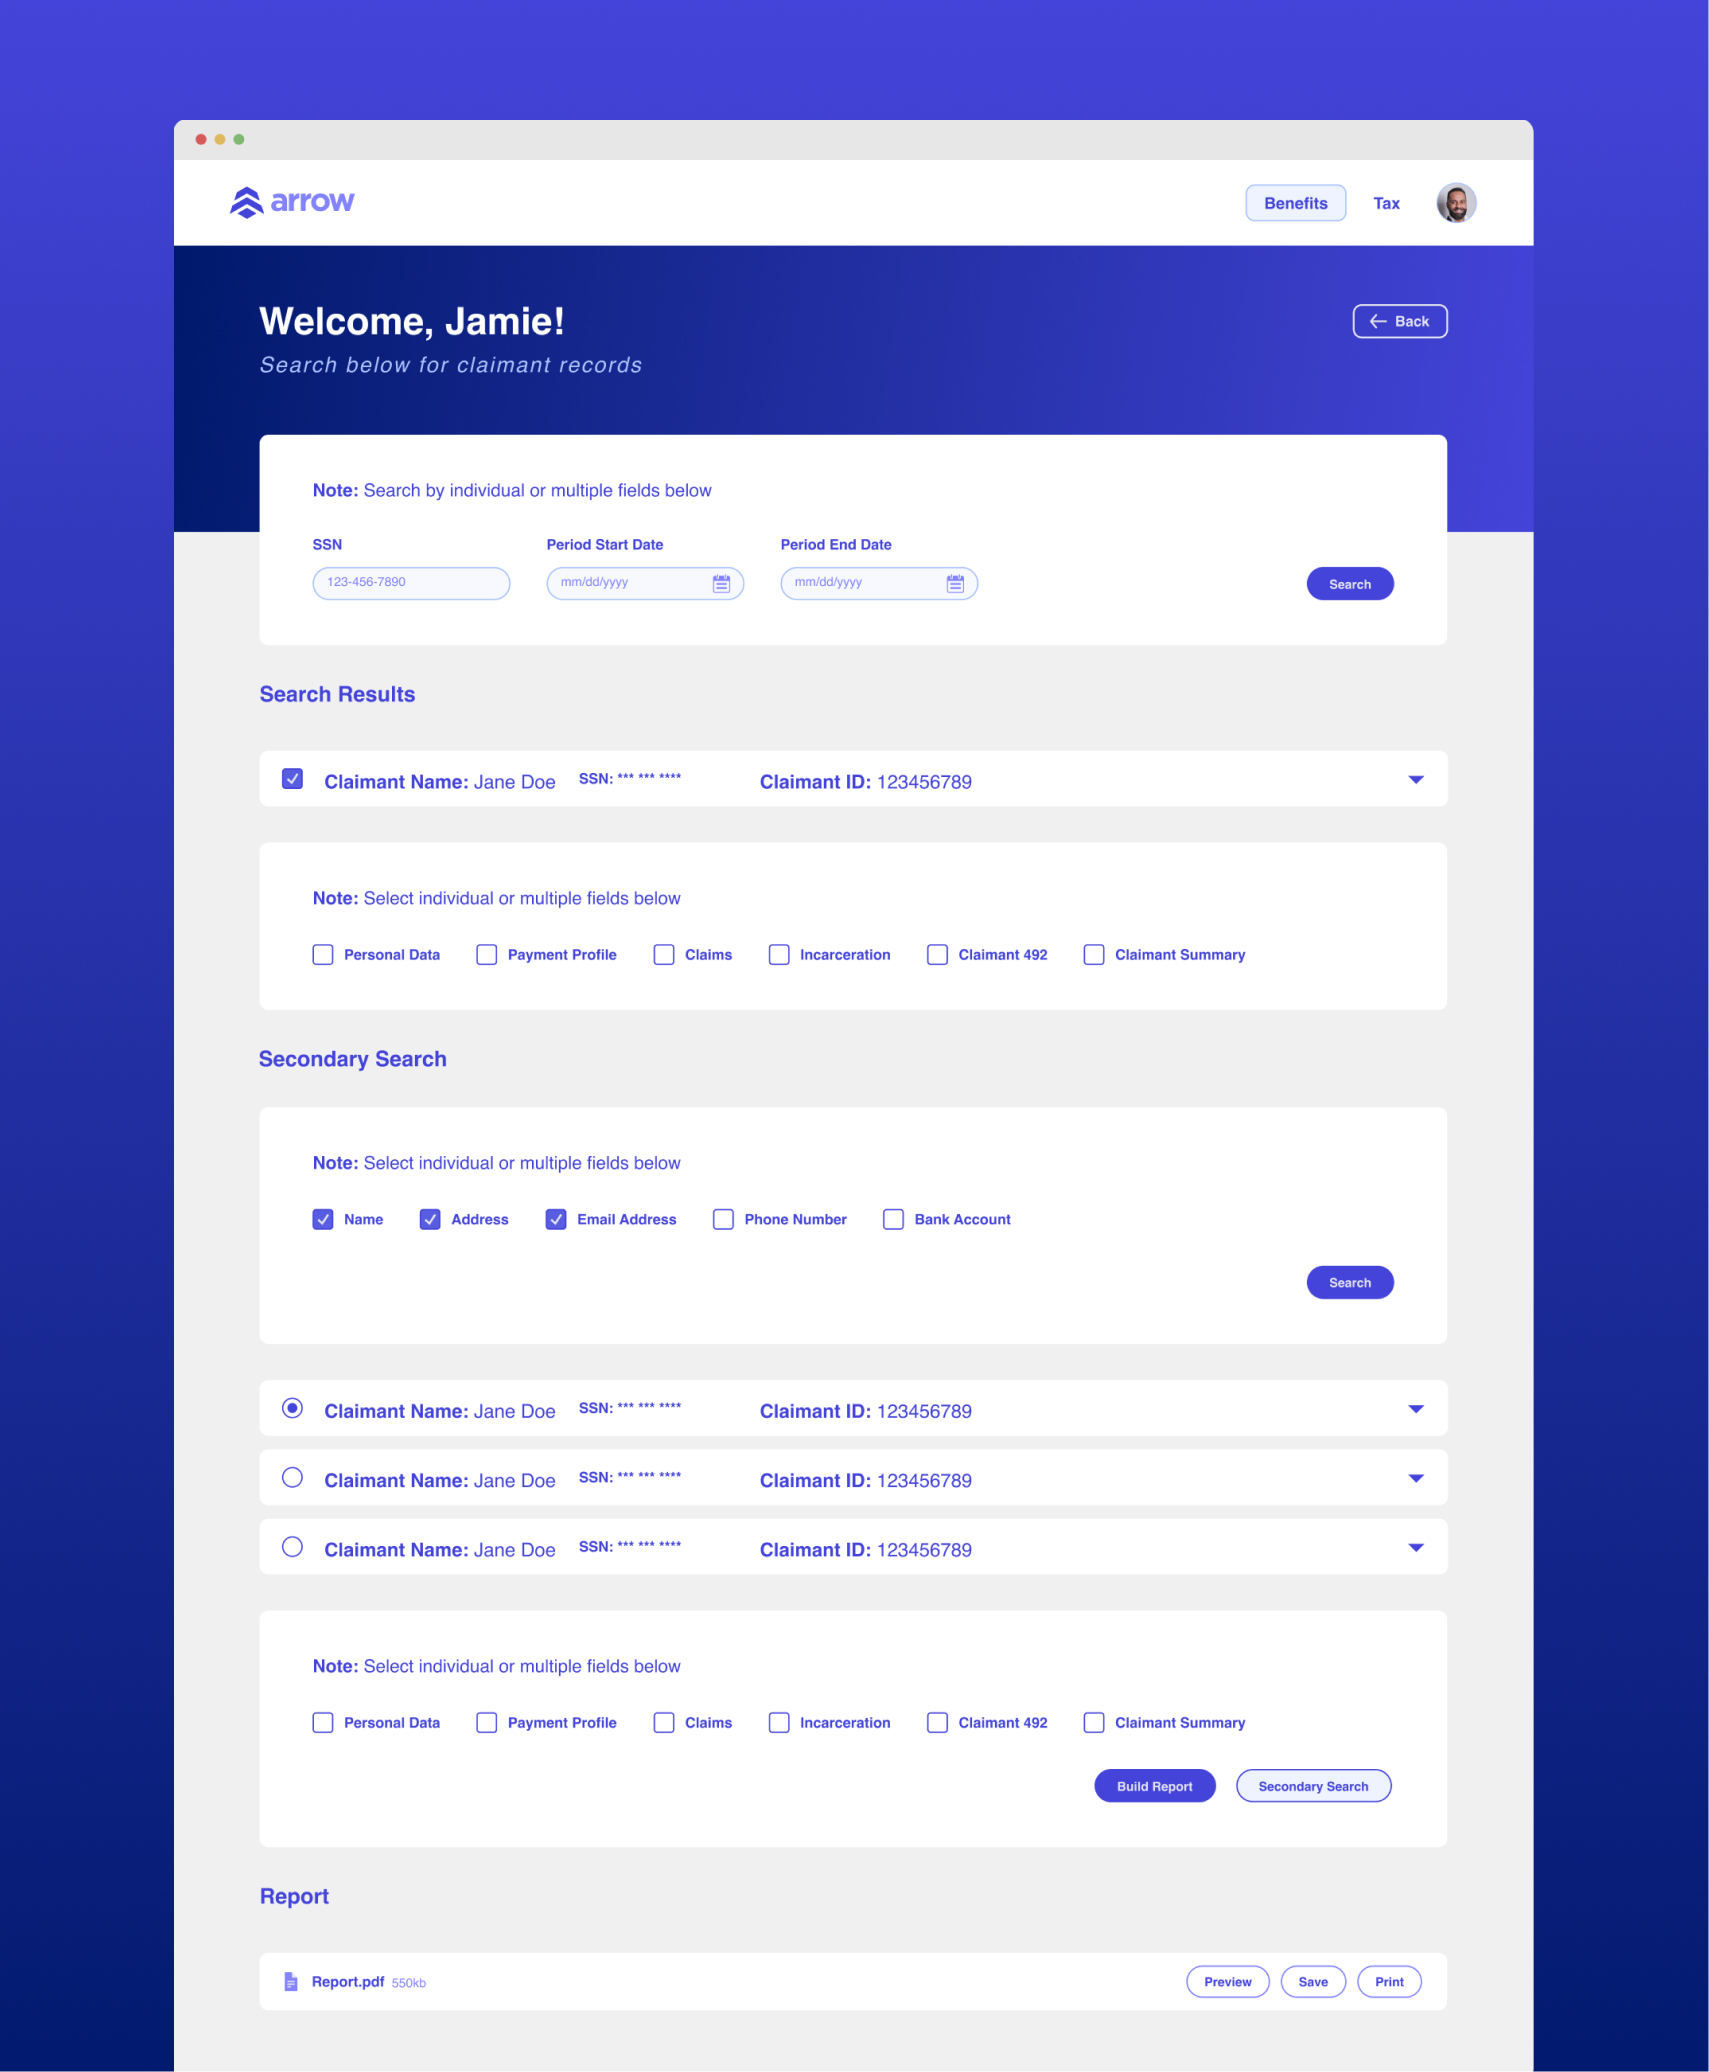 arrow
Benefits Tax
Welcome, Jamie!
Back
Search below for claimant records
Note: Search by individual or multiple fields below
SSN Period Start Date Period End Date
123-456-7890 mm/dd/yyyy mm/dd/yyyy Search
Search Results
Claimant Name: Jane Doe SSN: *** *** **** Claimant ID: 123456789
Note: Select individual or multiple fields below
Personal Data Payment Profile Claims Incarceration Claimant 492 Claimant Summary
Secondary Search
Note: Select individual or multiple fields below
Name Address Email Address Phone Number Bank Account
Search
Claimant Name: Jane Doe SSN: *** *** **** Claimant ID: 123456789
Claimant Name: Jane Doe SSN: *** *** **** Claimant ID: 123456789
Claimant Name: Jane Doe SSN: *** *** **** Claimant ID: 123456789
Note: Select individual or multiple fields below
Personal Data Payment Profile Claims Incarceration Claimant 492 Claimant Summary
Build Report Secondary Search
Report
Report.pdf 550kb Preview Save Print